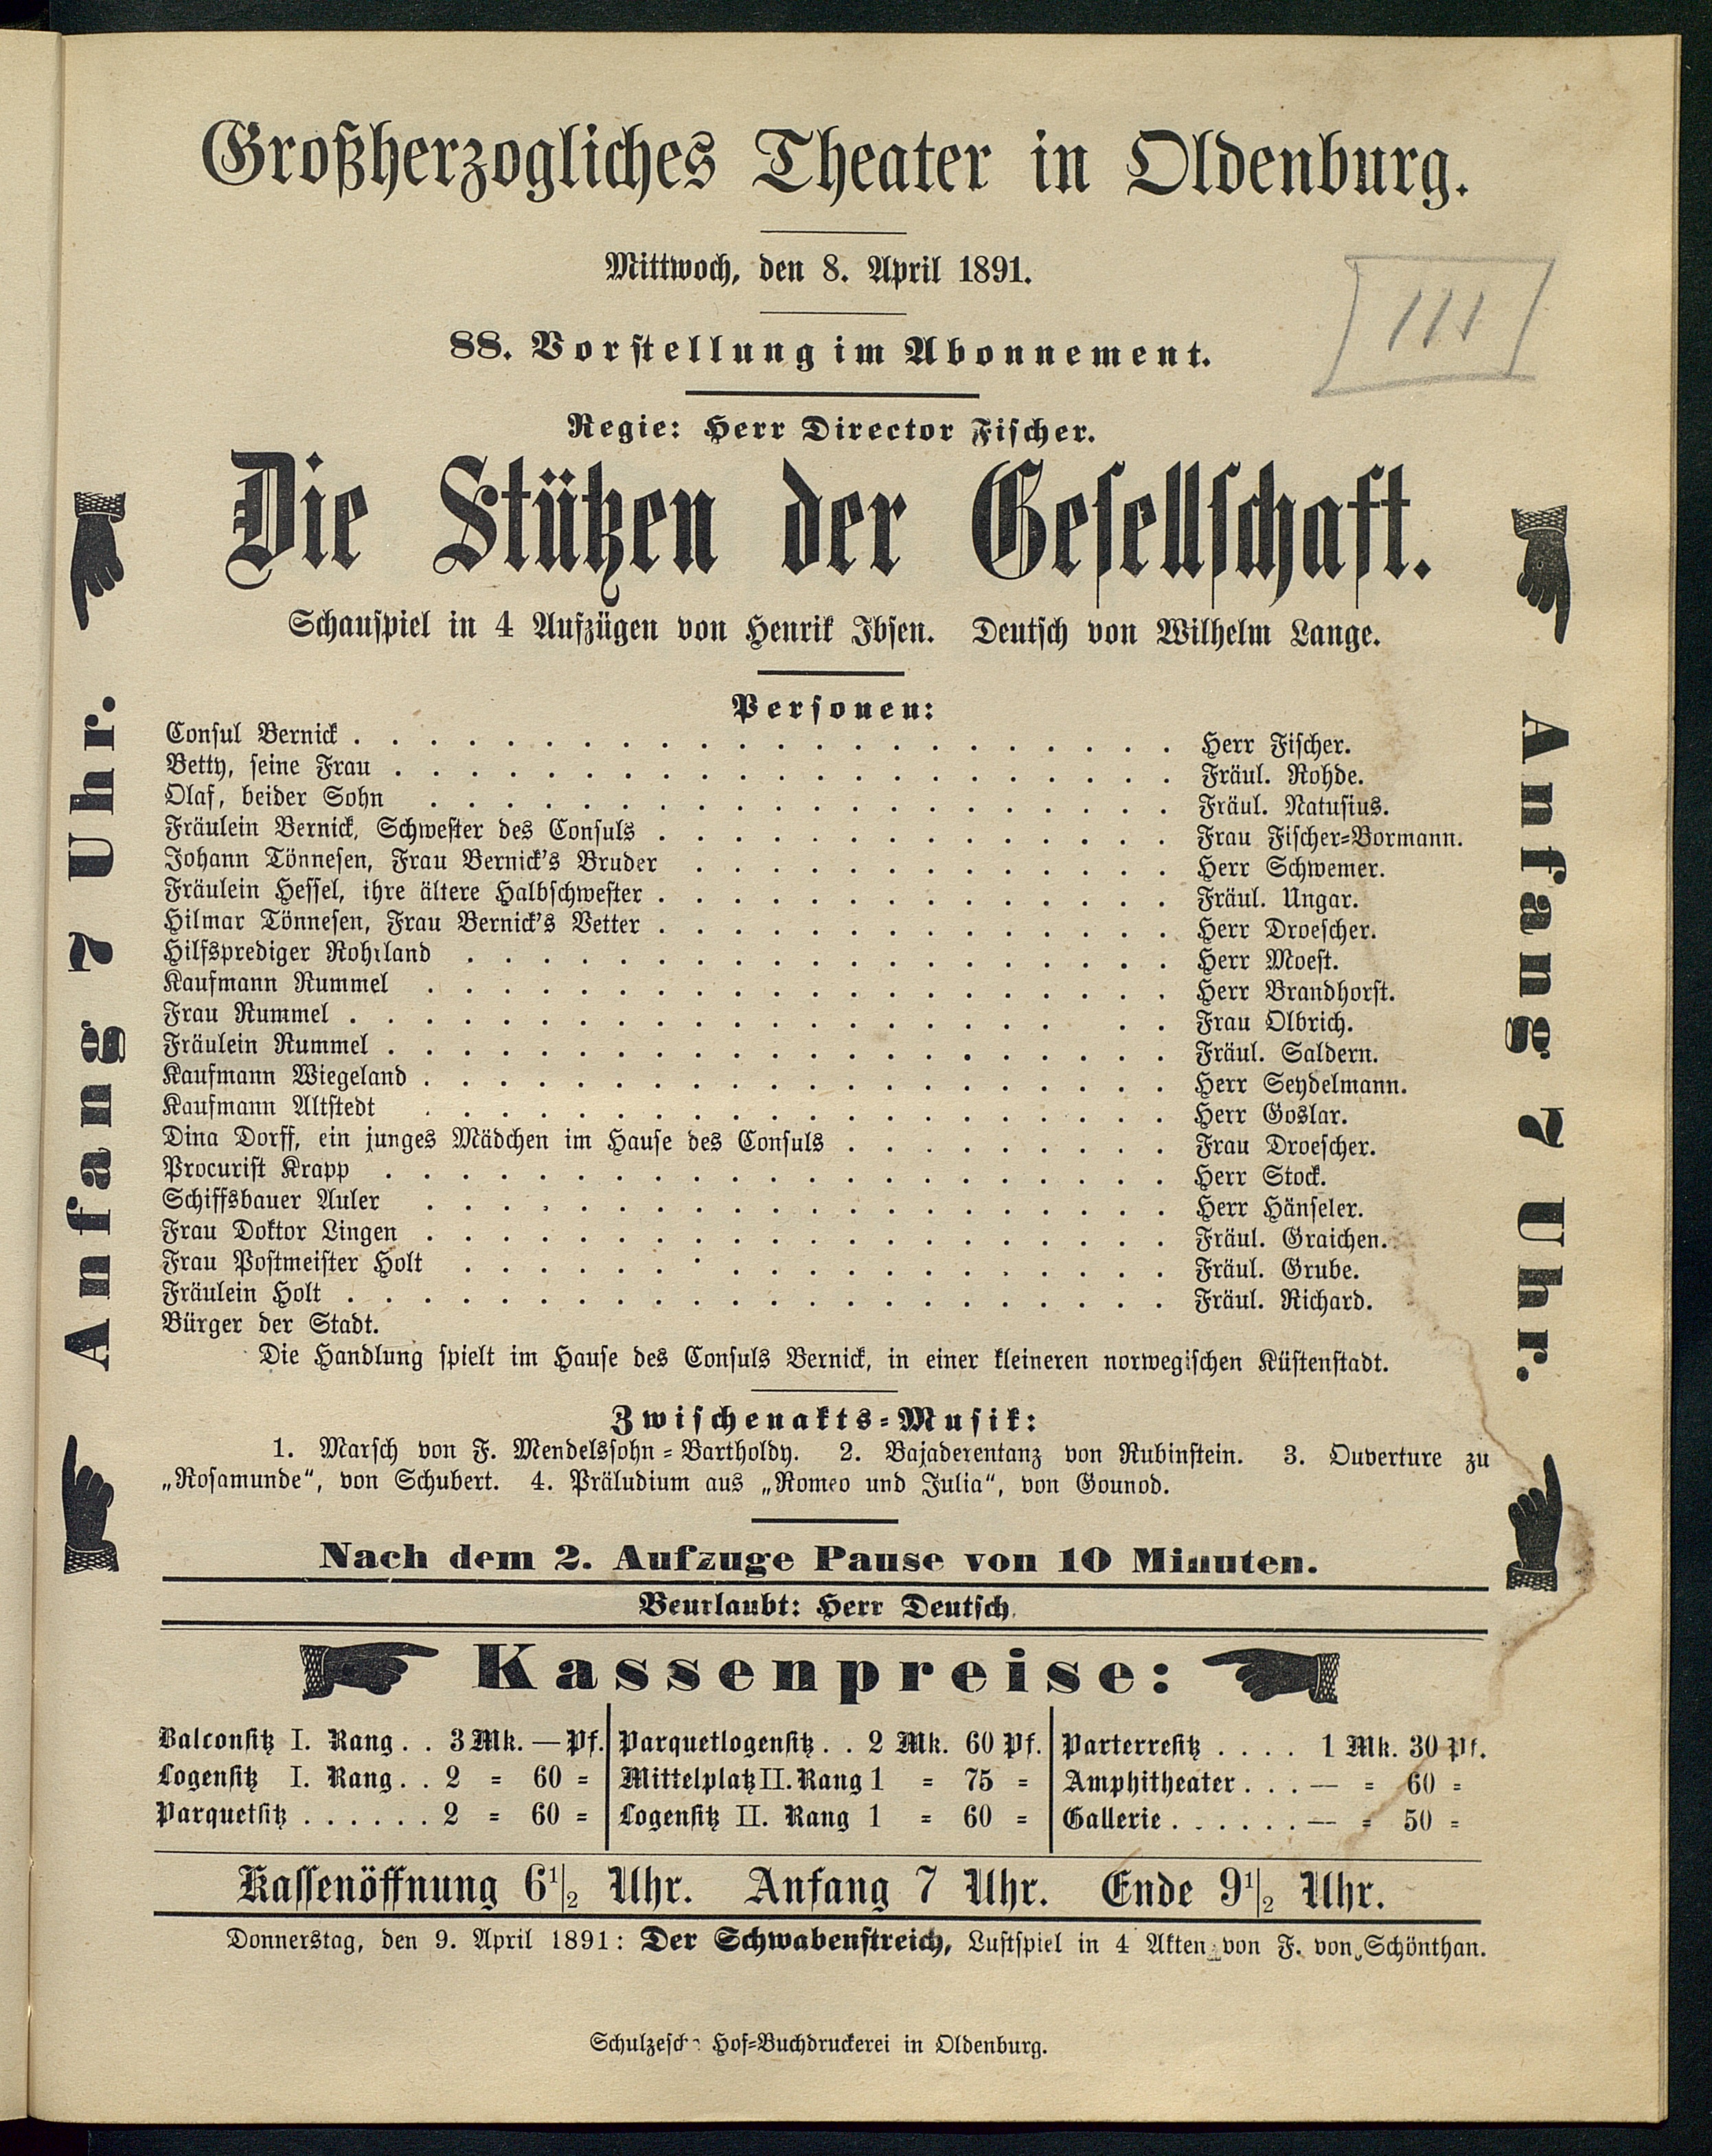 Großherzogliches Theater in Oldenburg.
Mittwoch, den 8. April 1891.
III
88. Vorstellung im Abonnement.
Regie: Herr Director Fischer.
Die Stützen der Gesellschaft.
Schauspiel in 4 Aufzügen von Henrik Ibsen. Deutsch von Wilhelm Lange.
Anfang 7 Uhr.
Anfang 7 Uhr.
Personen:
Consul Bernick . . . . . . . . . . Herr Fischer.
Betty, seine Frau . . . . . . . . . . Fräul. Rohde.
Olaf, beider Sohn . . . . . . . . . . Fräul. Natusius.
Fräulein Bernick, Schwester des Consuls . . . . . . . . . . Frau Fischer=Bormann.
Johann Tönnesen, Frau Bernick's Bruder . . . . . . . . . . Herr Schwemer.
Fräulein Hessel, ihre ältere Halbschwester . . . . . . . . . . Fräul. Ungar.
Hilmar Tönnesen, Frau Bernick's Vetter . . . . . . . . . . Herr Droescher.
Hilfsprediger Rohrland . . . . . . . . . . Herr Moest.
Kaufmann Rummel . . . . . . . . . . Herr Brandhorst.
Frau Rummel . . . . . . . . . . Frau Olbrich.
Fräulein Rummel . . . . . . . . . . Fräul. Saldern.
Kaufmann Wiegeland . . . . . . . . . . Herr Seydelmann.
Kaufmann Altstedt . . . . . . . . . . Herr Goslar.
Dina Dorff, ein junges Mädchen im Hause des Consuls . . . . . . . . . Frau Droescher.
Procurist Krapp . . . . . . . . . . Herr Stock.
Schiffsbauer Auler . . . . . . . . . . Herr Hänseler.
Frau Doktor Lingen . . . . . . . . . . Fräul. Graichen.
Frau Postmeister Holt . . . . . . . . . . Fräul. Grube.
Fräulein Holt . . . . . . . . . . Fräul. Richard.
Bürger der Stadt.
Die Handlung spielt im Hause des Consuls Bernick, in einer kleineren norwegischen Küstenstadt.
Zwischenakts=Musik:
1. Marsch von F. Mendelssohn=Bartholdy. 2. Bajaderentanz von Rubinstein. 3. Ouverture zu
„Rosamunde“, von Schubert. 4. Präludium aus „Romeo und Julia“, von Gounod.
Nach dem 2. Aufzuge Pause von 10 Minuten.
Beurlaubt: Herr Deutsch.
Kassenpreise:
Balconsitz I. Rang . . 3 Mk. — Pf. Parquetlogensitz . . 2 Mk. 60 Pf. Parterresitz . . . . 1 Mk. 30 Pf.
Logensitz I. Rang . . 2 = 60 = Mittelplatz II. Rang 1 = 75 = Amphitheater . . . — = 60 =
Parquetsitz . . . . . . 2 = 60 = Logensitz II. Rang 1 = 60 = Gallerie . . . . . . — = 50 =
Kassenöffnung 6½ Uhr. Anfang 7 Uhr. Ende 9½ Uhr.
Donnerstag, den 9. April 1891: Der Schwabenstreich, Lustspiel in 4 Akten von F. von Schönthan.
Schulzesche Hof=Buchdruckerei in Oldenburg.